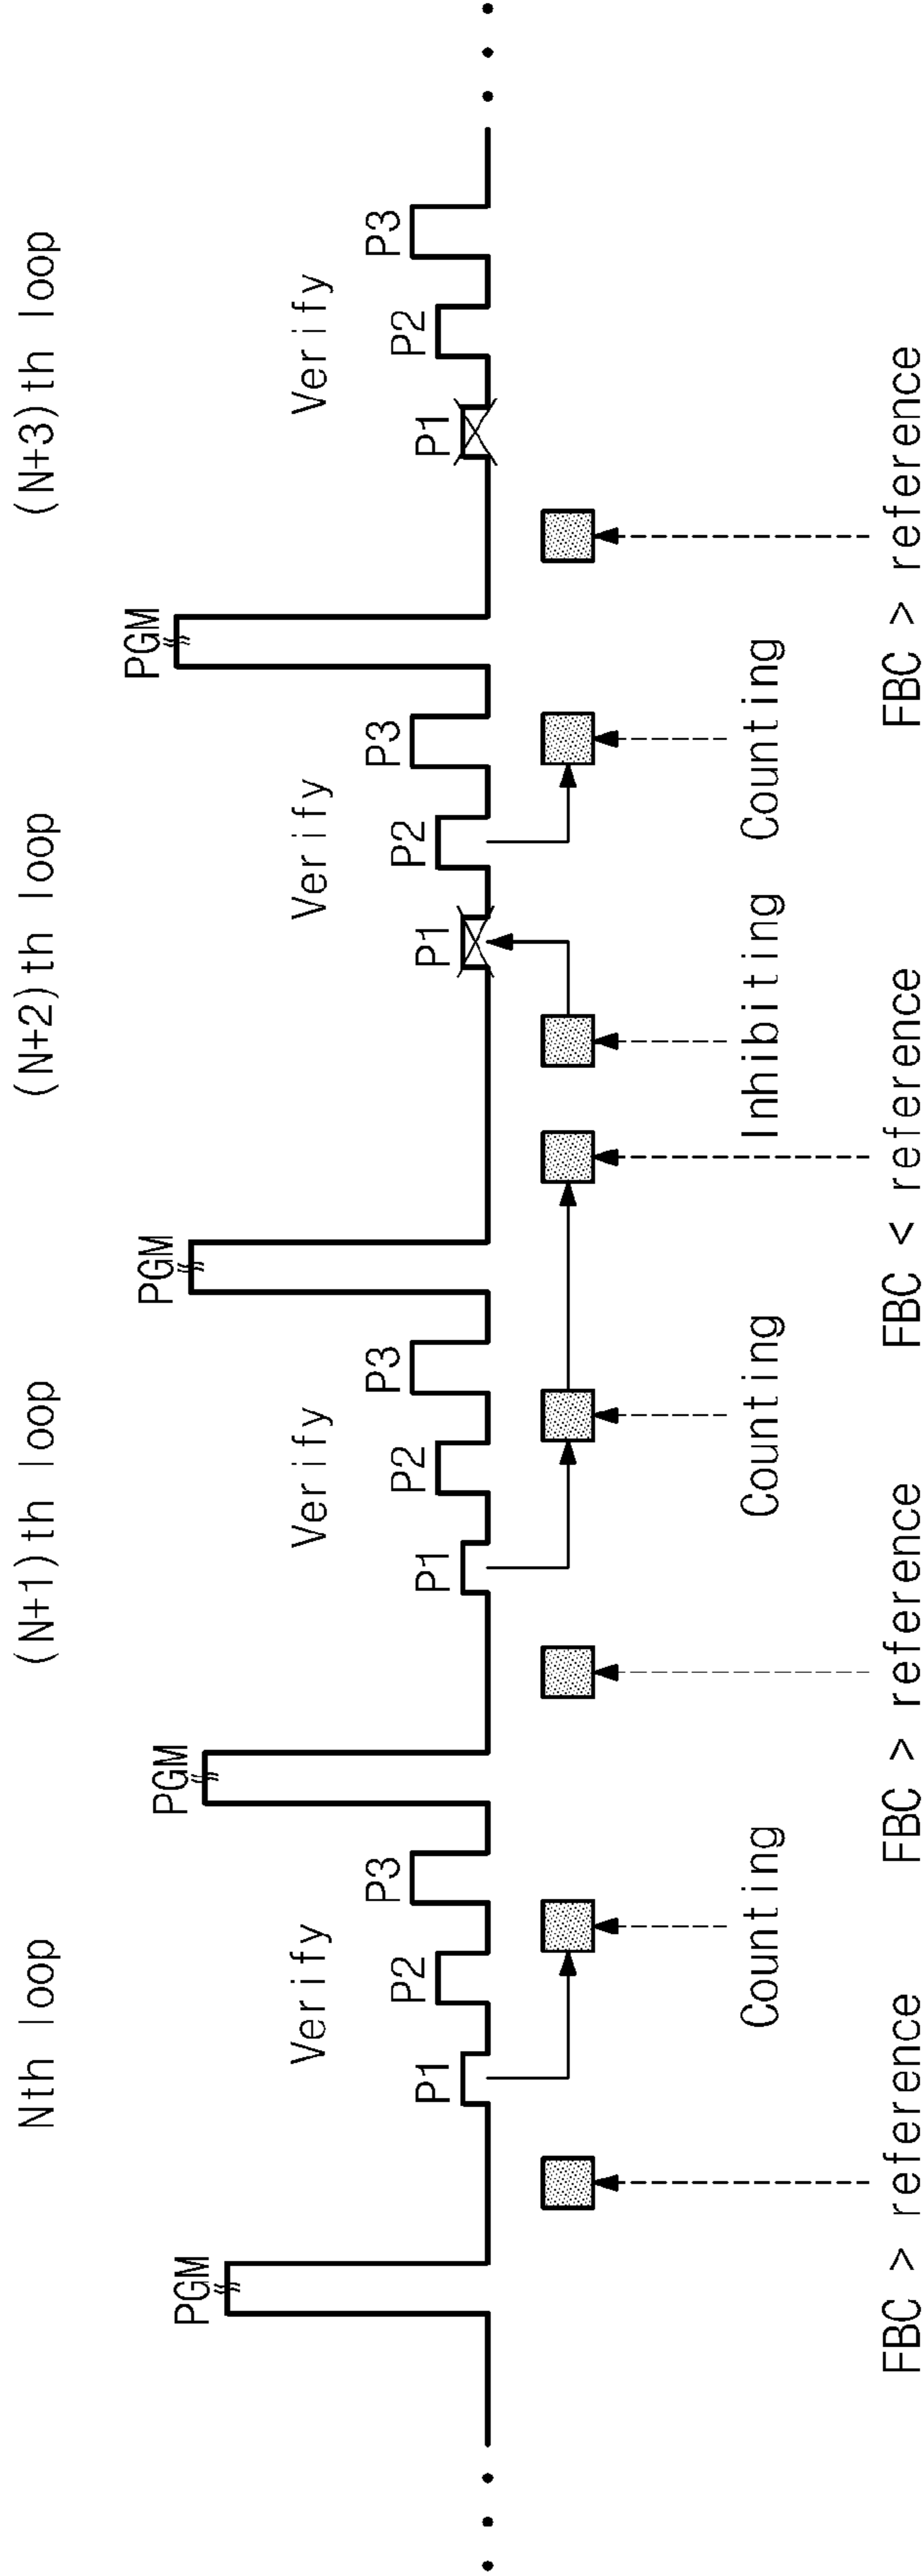 Nth loop
(N+1)th loop
(N+2)th loop
(N+3)th loop
PGM
PGM
PGM
PGM
Verify
Verify
Verify
Verify
P1
P2
P3
P1
P2
P3
P1
P2
P3
P1
P2
P3
Counting
Counting
Inhibiting
Counting
FBC > reference
FBC > reference
FBC < reference
FBC > reference